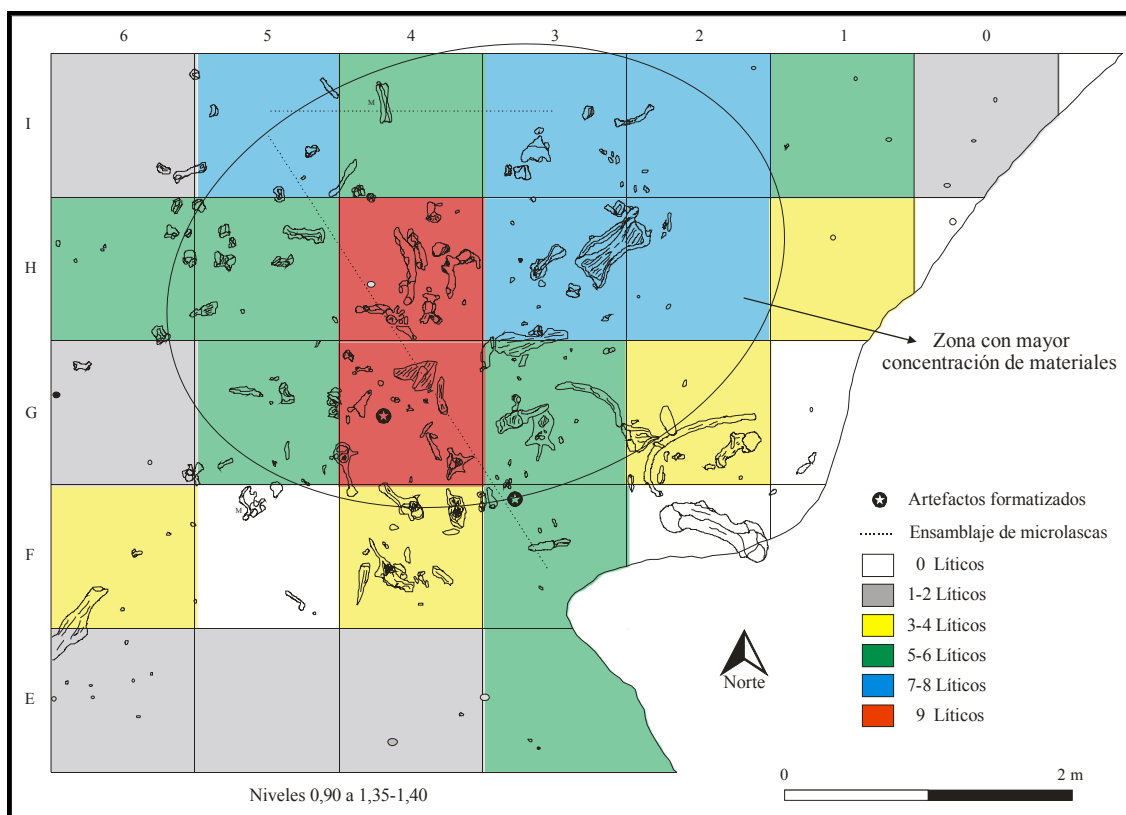 6 5 4 3 2 1 0
I
M
H
Zona con mayor
concentración de materiales
G
Artefactos formatizados
M
Ensamblaje de microlascas
F
0 Líticos
1-2 Líticos
3-4 Líticos
5-6 Líticos
Norte
7-8 Líticos
E
9 Líticos
0 2 m
Niveles 0,90 a 1,35-1,40